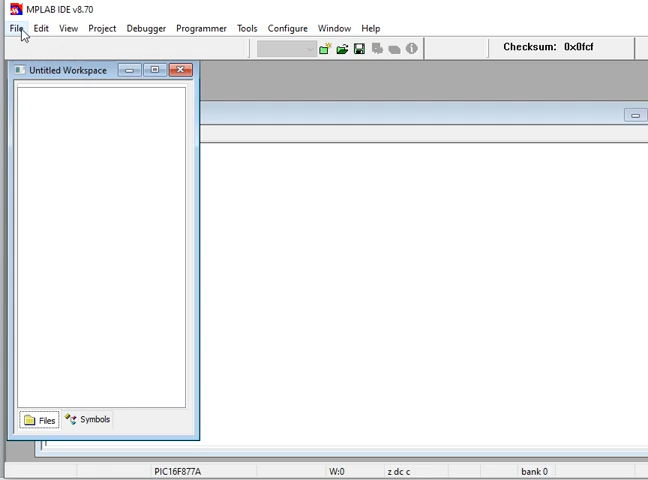 MPLAB IDE v8.70
File Edit View Project Debugger Programmer Tools Configure Window Help
Checksum: 0x0fcf
Untitled Workspace
Files Symbols
PIC16F877A W:0 z dc c bank 0